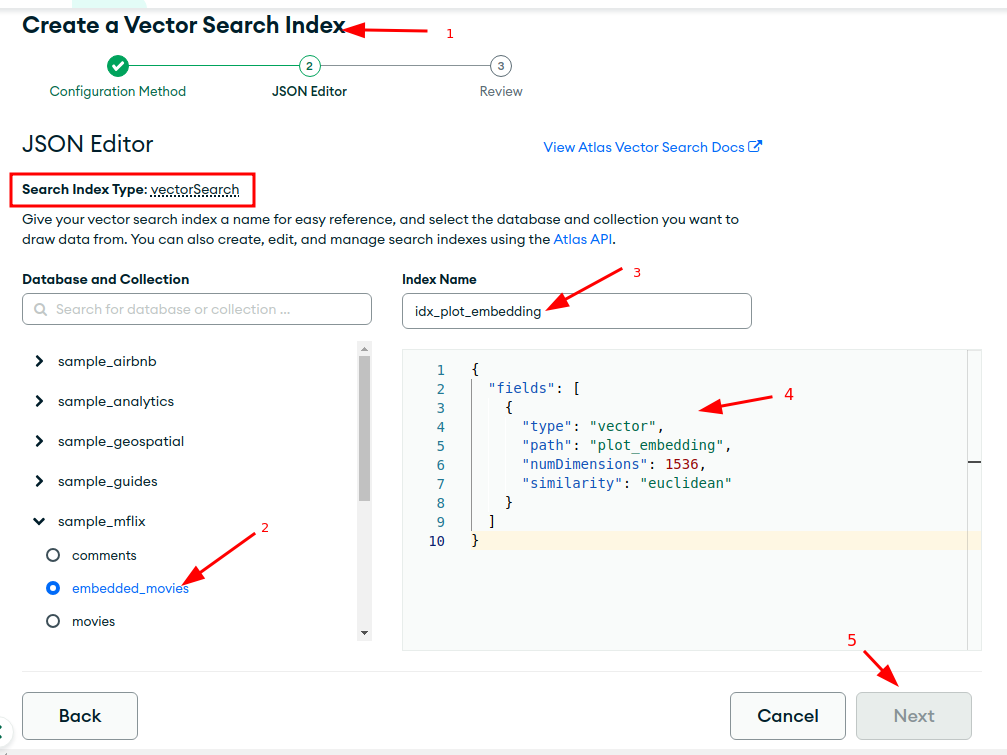 Create a Vector Search Index
1
2
3
Configuration Method
JSON Editor
Review
JSON Editor
View Atlas Vector Search Docs
Search Index Type: vectorSearch
Give your vector search index a name for easy reference, and select the database and collection you want to
draw data from. You can also create, edit, and manage search indexes using the Atlas API.
Database and Collection
Search for database or collection ...
sample_airbnb
sample_analytics
sample_geospatial
sample_guides
sample_mflix
comments
2
embedded_movies
movies
Index Name
3
idx_plot_embedding
4
1 {
2 "fields": [
3 {
4 "type": "vector",
5 "path": "plot_embedding",
6 "numDimensions": 1536,
7 "similarity": "euclidean"
8 }
9 ]
10 }
5
Back
Cancel
Next